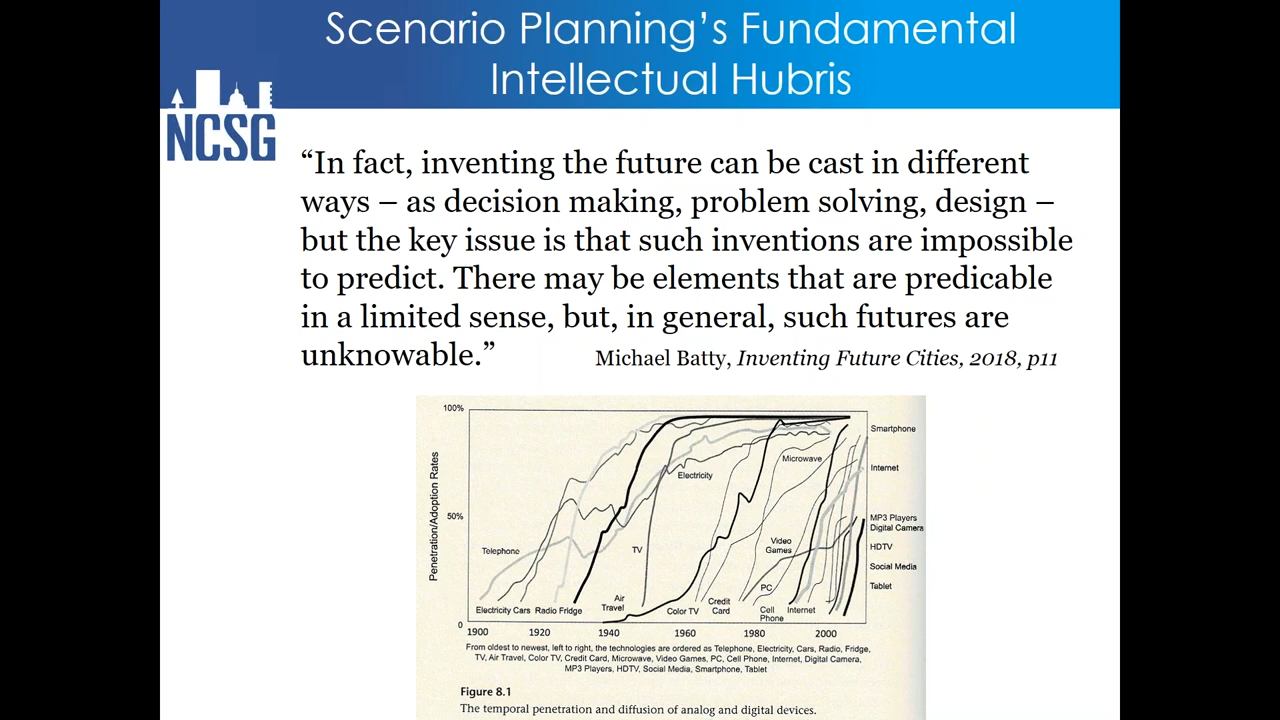 Scenario Planning’s Fundamental
Intellectual Hubris
NCSG
“In fact, inventing the future can be cast in different
ways – as decision making, problem solving, design –
but the key issue is that such inventions are impossible
to predict. There may be elements that are predicable
in a limited sense, but, in general, such futures are
unknowable.”
Michael Batty, Inventing Future Cities, 2018, p11
100%
50%
0
Penetration/Adoption Rates
Smartphone
Microwave
Internet
Electricity
MP3 Players
Digital Camera
Telephone
TV
Video
Games
HDTV
Social Media
PC
Tablet
Air
Travel
Electricity Cars Radio Fridge
Color TV
Credit
Card
Cell
Phone
Internet
1900 1920 1940 1960 1980 2000
From oldest to newest, left to right, the technologies are ordered as Telephone, Electricity, Cars, Radio, Fridge,
TV, Air Travel, Color TV, Credit Card, Microwave, Video Games, PC, Cell Phone, Internet, Digital Camera,
MP3 Players, HDTV, Social Media, Smartphone, Tablet
Figure 8.1
The temporal penetration and diffusion of analog and digital devices.